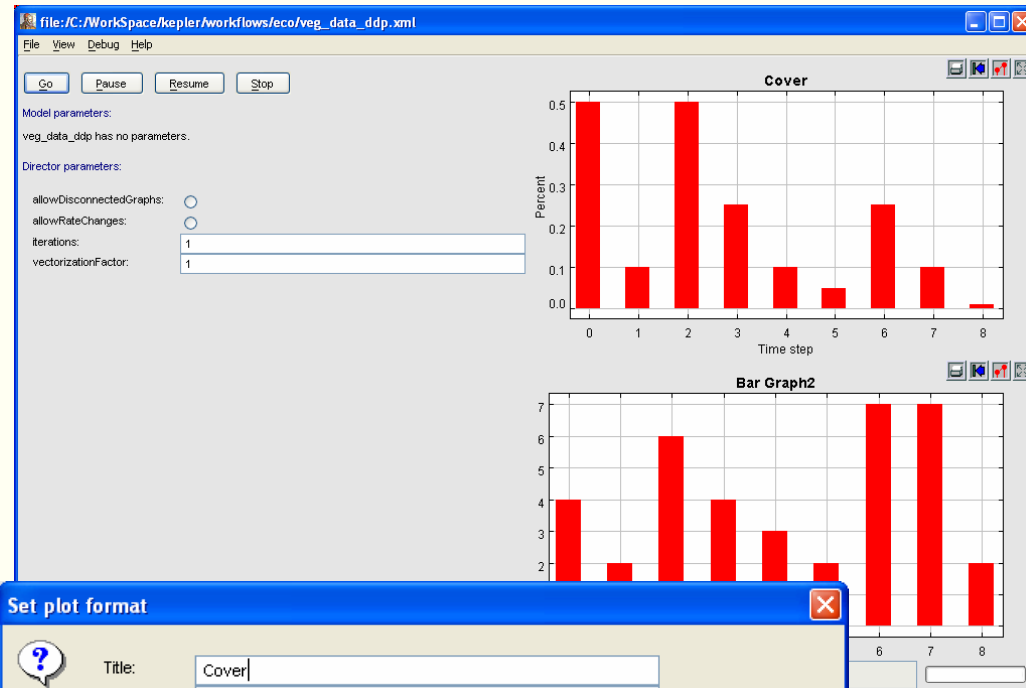 file:/C:/WorkSpace/kepler/workflows/eco/veg_data_ddp.xml
File View Debug Help
Go Pause Resume Stop
Model parameters:
veg_data_ddp has no parameters.
Director parameters:
allowDisconnectedGraphs:
allowRateChanges:
iterations: 1
vectorizationFactor: 1
Cover
Percent
0.5
0.4
0.3
0.2
0.1
0.0
0 1 2 3 4 5 6 7 8
Time step
Bar Graph2
7
6
5
4
3
2
6 7 8
Set plot format
Title: Cover